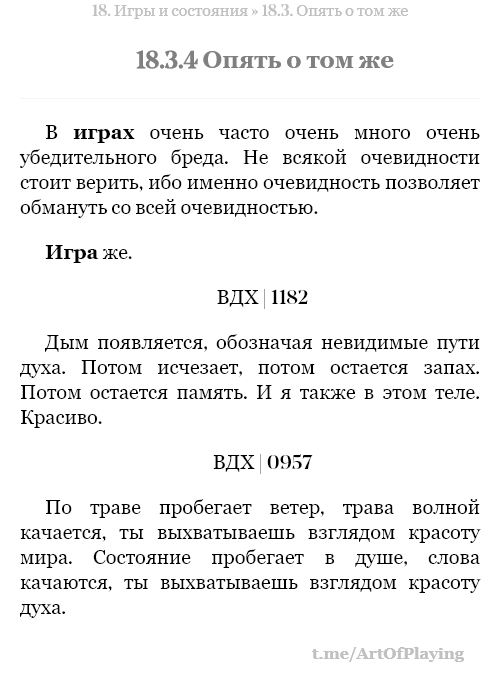 18. Игры и состояния » 18.3. Опять о том же
18.3.4 Опять о том же
В играх очень часто очень много очень
убедительного бреда. Не всякой очевидности
стоит верить, ибо именно очевидность позволяет
обмануть со всей очевидностью.
Игра же.
ВДХ | 1182
Дым появляется, обозначая невидимые пути
духа. Потом исчезает, потом остается запах.
Потом остается память. И я также в этом теле.
Красиво.
ВДХ | 0957
По траве пробегает ветер, трава волной
качается, ты выхватываешь взглядом красоту
мира. Состояние пробегает в душе, слова
качаются, ты выхватываешь взглядом красоту
духа.
t.me/ArtOfPlaying